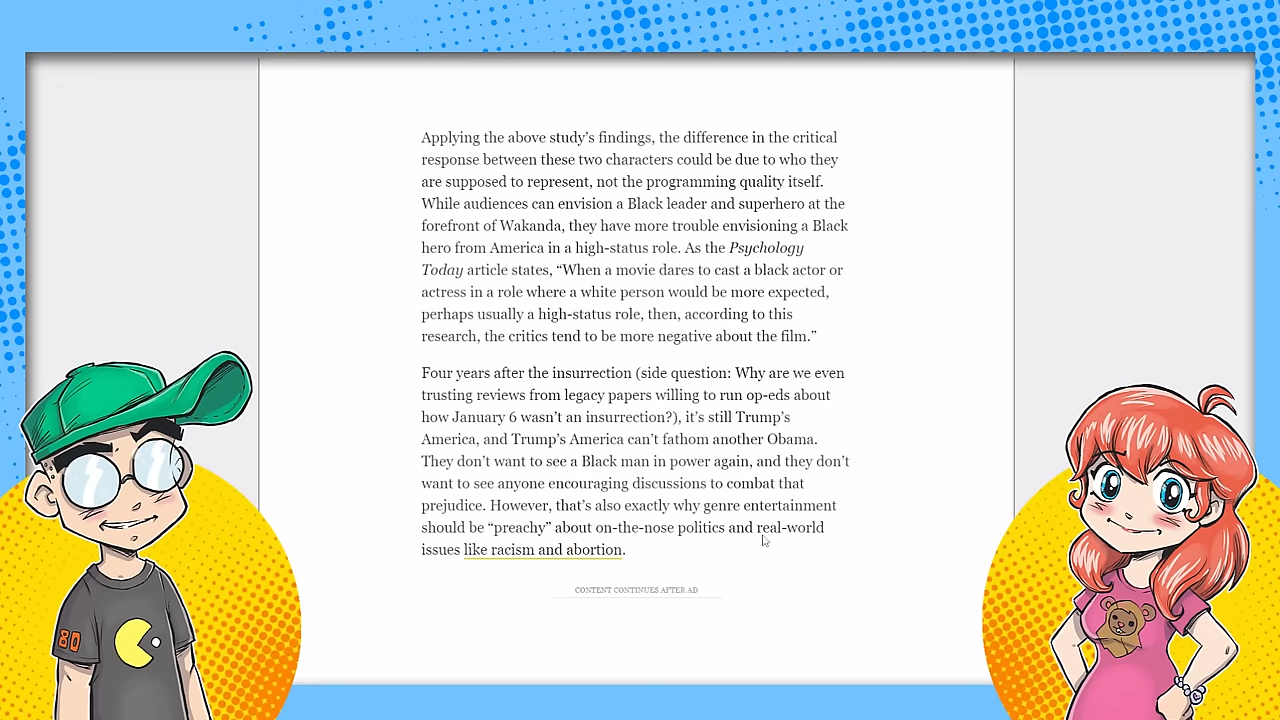 Applying the above study’s findings, the difference in the critical
response between these two characters could be due to who they
are supposed to represent, not the programming quality itself.
While audiences can envision a Black leader and superhero at the
forefront of Wakanda, they have more trouble envisioning a Black
hero from America in a high-status role. As the Psychology
Today article states, “When a movie dares to cast a black actor or
actress in a role where a white person would be more expected,
perhaps usually a high-status role, then, according to this
research, the critics tend to be more negative about the film.”
Four years after the insurrection (side question: Why are we even
trusting reviews from legacy papers willing to run op-eds about
how January 6 wasn’t an insurrection?), it’s still Trump’s
America, and Trump’s America can’t fathom another Obama.
They don’t want to see a Black man in power again, and they don’t
want to see anyone encouraging discussions to combat that
prejudice. However, that’s also exactly why genre entertainment
should be “preachy” about on-the-nose politics and real-world
issues like racism and abortion.
CONTENT CONTINUES AFTER AD
80